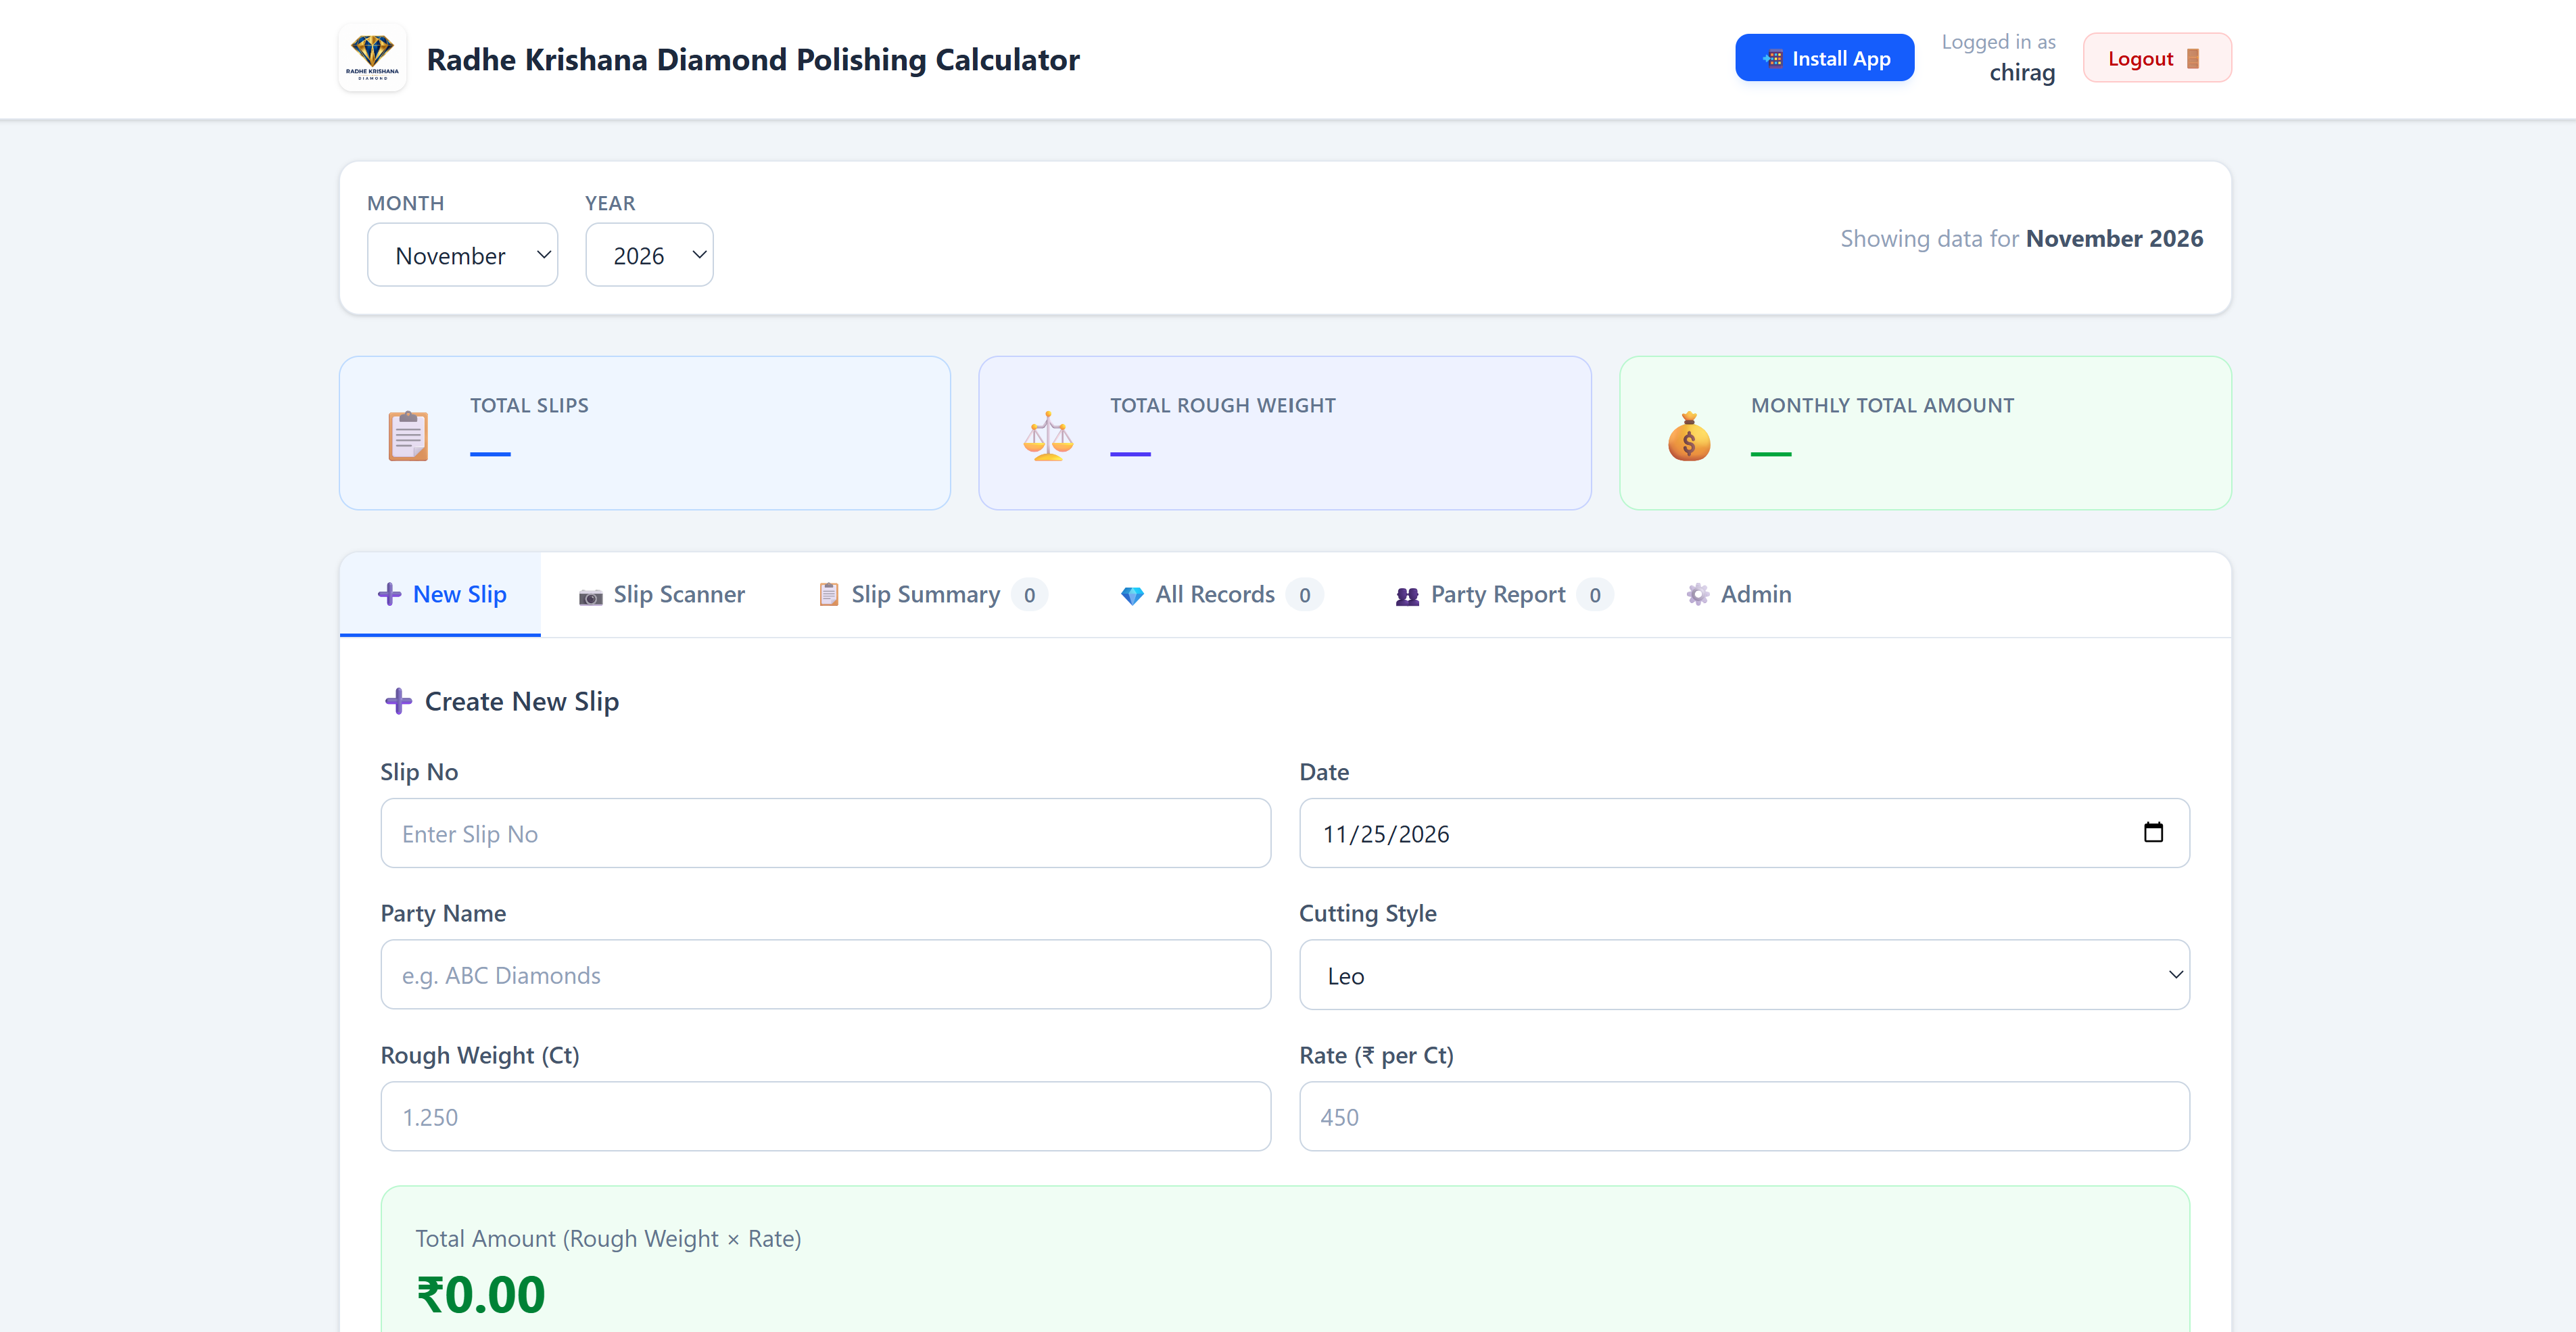 RADHE KRISHANA
DIAMOND
Radhe Krishana Diamond Polishing Calculator
Install App
Logged in as
chirag
Logout
MONTH
YEAR
November
2026
Showing data for November 2026
TOTAL SLIPS
—
TOTAL ROUGH WEIGHT
—
MONTHLY TOTAL AMOUNT
—
New Slip
Slip Scanner
Slip Summary 0
All Records 0
Party Report 0
Admin
Create New Slip
Slip No
Date
Enter Slip No
11/25/2026
Party Name
Cutting Style
e.g. ABC Diamonds
Leo
Rough Weight (Ct)
Rate (₹ per Ct)
1.250
450
Total Amount (Rough Weight × Rate)
₹0.00